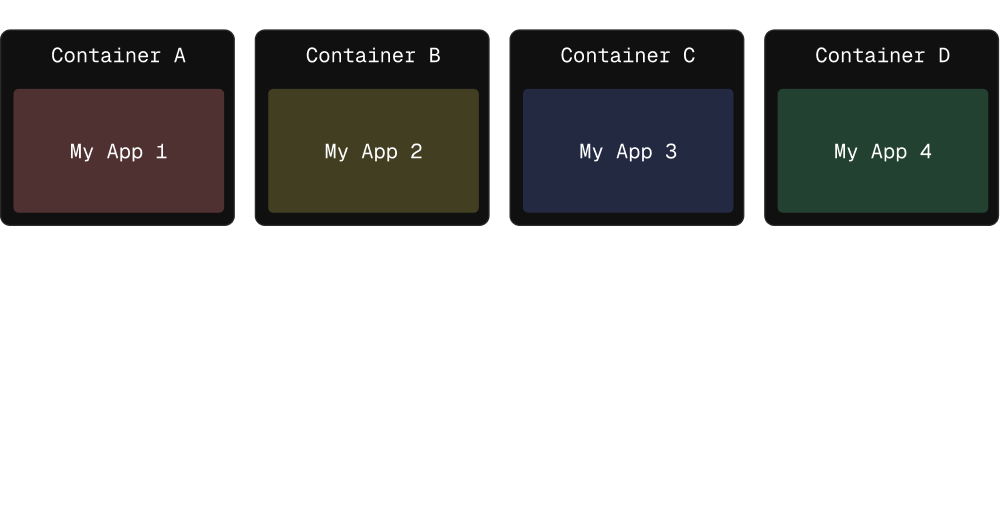 Container A
Container B
Container C
Container D
My App 1
My App 2
My App 3
My App 4